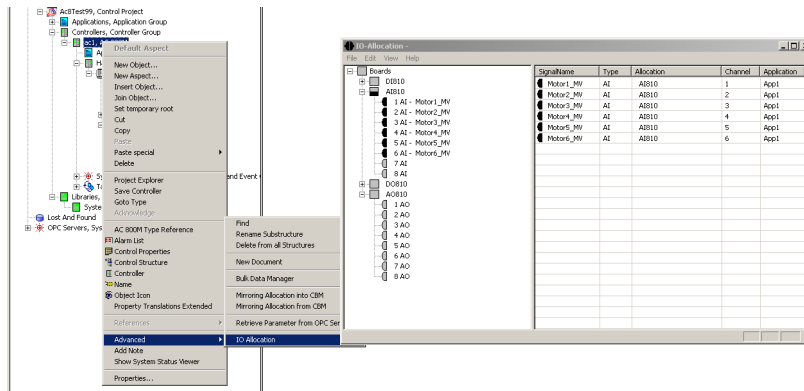 Ac8Test99, Control Project
Applications, Application Group
Controllers, Controller Group
ac1,
Default Aspect
New Object...
New Aspect...
Insert Object...
Join Object...
Set temporary root
Cut
Copy
Paste
Paste special
Delete
Project Explorer
Save Controller
Goto Type
Acknowledge
AC 800M Type Reference
Alarm List
Control Properties
Control Structure
Controller
Name
Object Icon
Property Translations Extended
References
Advanced
Add Note
Show System Status Viewer
Properties...
and Event
Libraries,
Syste
Lost And Found
OPC Servers, Sys
Find
Rename Substructure
Delete from all Structures
New Document
Bulk Data Manager
Mirroring Allocation into CBM
Mirroring Allocation from CBM
Retrieve Parameter from OPC Ser
IO Allocation
IO-Allocation -
File Edit View Help
Boards
DI810
AI810
1 AI - Motor1_MV
2 AI - Motor2_MV
3 AI - Motor3_MV
4 AI - Motor4_MV
5 AI - Motor5_MV
6 AI - Motor6_MV
7 AI
8 AI
DO810
AO810
1 AO
2 AO
3 AO
4 AO
5 AO
6 AO
7 AO
8 AO
SignalName Type Allocation Channel Application
Motor1_MV AI AI810 1 App1
Motor2_MV AI AI810 2 App1
Motor3_MV AI AI810 3 App1
Motor4_MV AI AI810 4 App1
Motor5_MV AI AI810 5 App1
Motor6_MV AI AI810 6 App1